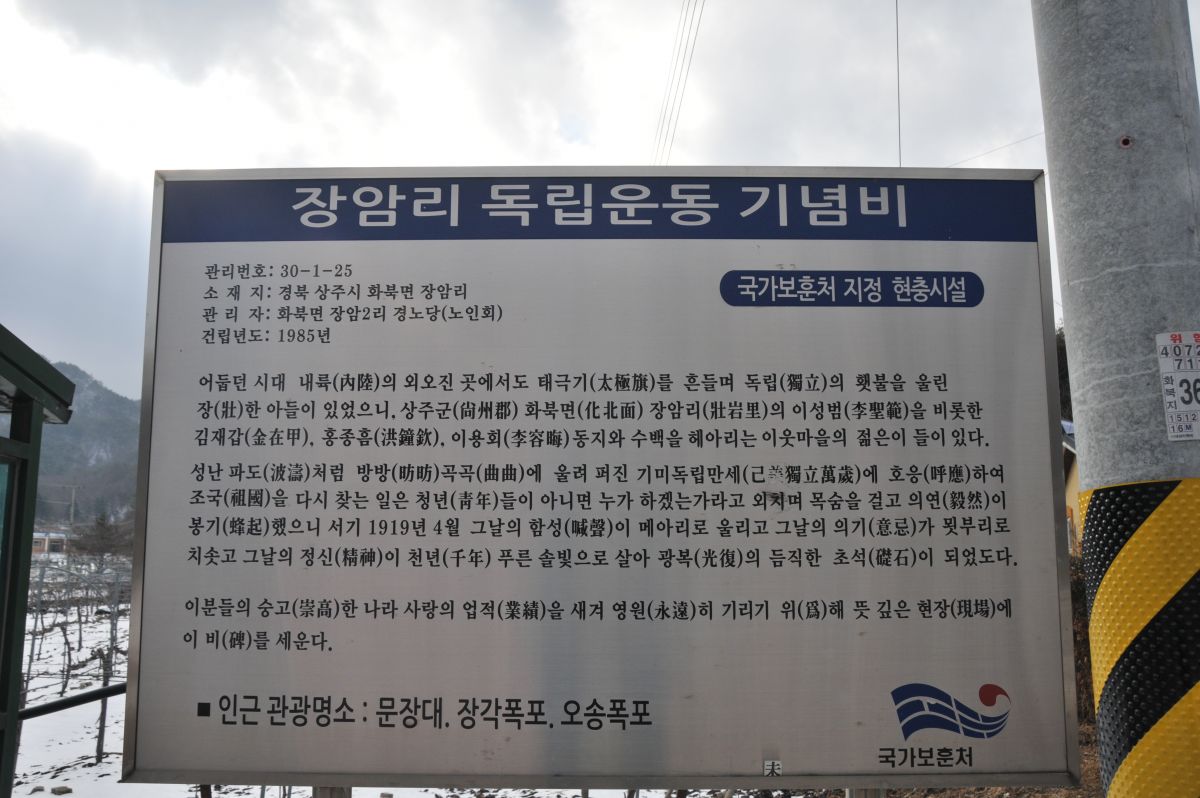 장암리 독립운동 기념비
관리번호: 30-1-25
소 재 지: 경북 상주시 화북면 장암리
관 리 자: 화북면 장암2리 경노당(노인회)
건립년도: 1985년
국가보훈처 지정 현충시설
어둡던 시대 내륙(內陸)의 외오진 곳에서도 태극기(太極旗)를 흔들며 독립(獨立)의 횃불을 올린
장(壯)한 아들이 있었으니. 상주군(尙州郡) 화북면(化北面) 장암리(壯岩里)의 이성범(李聖範)을 비롯한
김재갑(金在甲). 홍종흠(洪鐘欽). 이용회(李容晦)동지와 수백을 헤아리는 이웃마을의 젊은이 들이 있다.
성난 파도(波濤)처럼 방방(昉昉)곡곡(曲曲)에 울려 퍼진 기미독립만세(己美獨立萬歲)에 호응(呼應)하여
조국(祖國)을 다시 찾는 일은 청년(靑年)들이 아니면 누가 하겠는가라고 외치며 목숨을 걸고 의연(毅然)이
봉기(蜂起)했으니 서기 1919년 4월 그날의 함성(喊聲)이 메아리로 울리고 그날의 의기(意忌)가 묏부리로
치솟고 그날의 정신(精神)이 천년(千年) 푸른 솔빛으로 살아 광복(光復)의 듬직한 초석(礎石)이 되었도다.
이분들의 숭고(崇高)한 나라 사랑의 업적(業績)을 새겨 영원(永遠)히 기리기 위(爲)해 뜻 깊은 현장(現場)에
이 비(碑)를 세운다.
■ 인근 관광명소 : 문장대. 장각폭포. 오송폭포
국가보훈처
未
위 험
4072
71
화북지
36
1512
16M